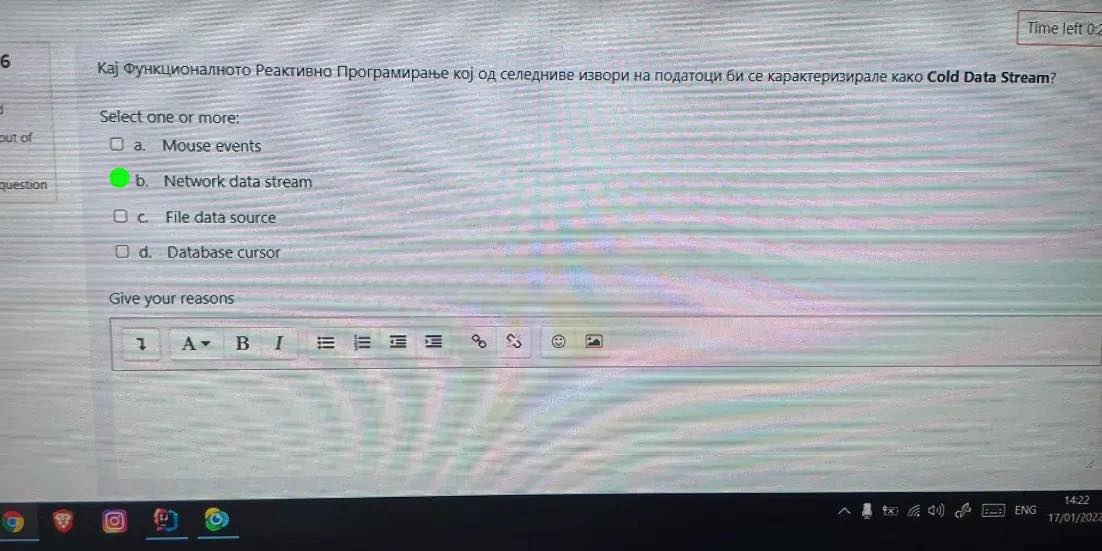 Time left 0:2
6
Кај Функционалното Реактивно Програмирање кој од селедниве извори на податоци би се карактеризирале како Cold Data Stream?
Select one or more:
out of
a. Mouse events
question
b. Network data stream
c. File data source
d. Database cursor
Give your reasons
A B I
14:22
ENG
17/01/2022